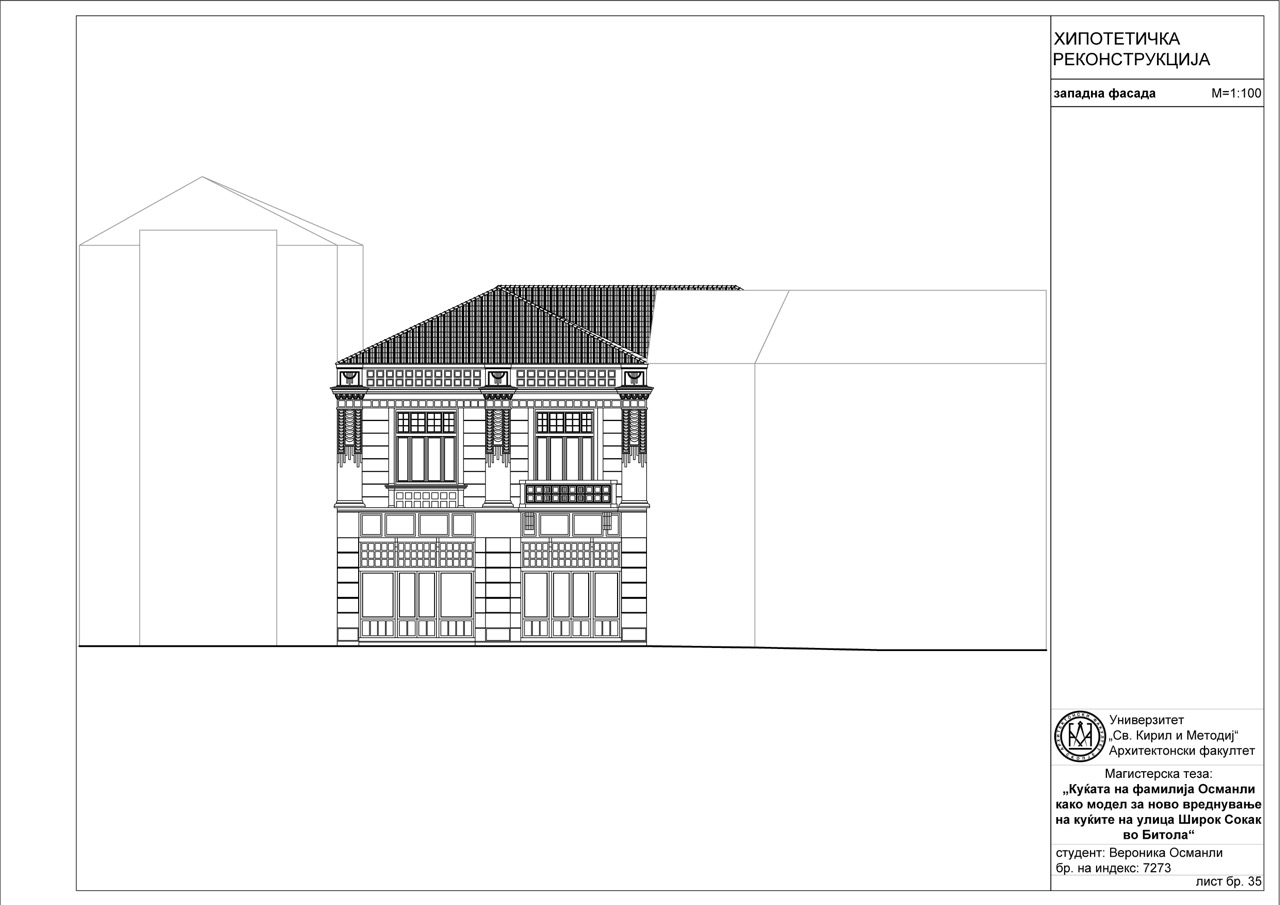 ХИПОТЕТИЧКА
РЕКОНСТРУКЦИЈА
западна фасада М=1:100
Универзитет
„Св. Кирил и Методиј“
Архитектонски факултет
Магистерска теза:
„Куќата на фамилија Османли
како модел за ново вреднување
на куќите на улица Широк Сокак
во Битола“
студент: Вероника Османли
бр. на индекс: 7273
лист бр. 35